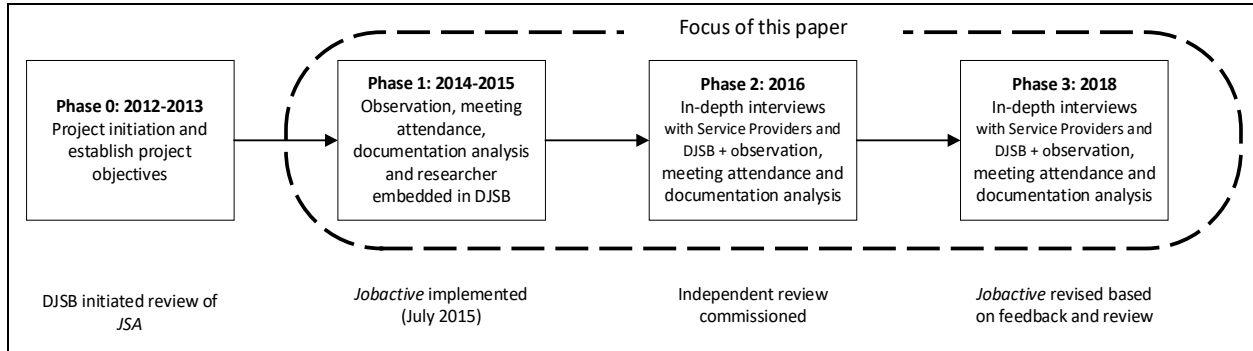 Focus of this paper
Phase 0: 2012-2013
Project initiation and
establish project
objectives
Phase 1: 2014-2015
Observation, meeting
attendance,
documentation analysis
and researcher
embedded in DJSB
Phase 2: 2016
In-depth interviews
with Service Providers and
DJSB + observation,
meeting attendance and
documentation analysis
Phase 3: 2018
In-depth interviews
with Service Providers and
DJSB + observation,
meeting attendance and
documentation analysis
DJSB initiated review of
JSA
Jobactive implemented
(July 2015)
Independent review
commissioned
Jobactive revised based
on feedback and review